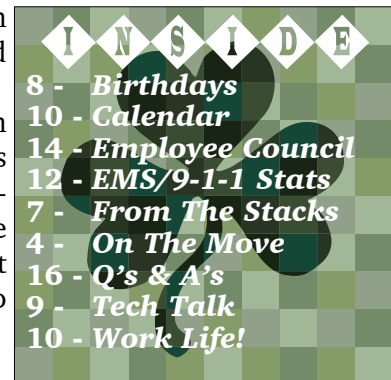 INSIDE
8 - Birthdays
10 - Calendar
14 - Employee Council
12 - EMS/9-1-1 Stats
7 - From The Stacks
4 - On The Move
16 - Q's & A's
9 - Tech Talk
10 - Work Life!